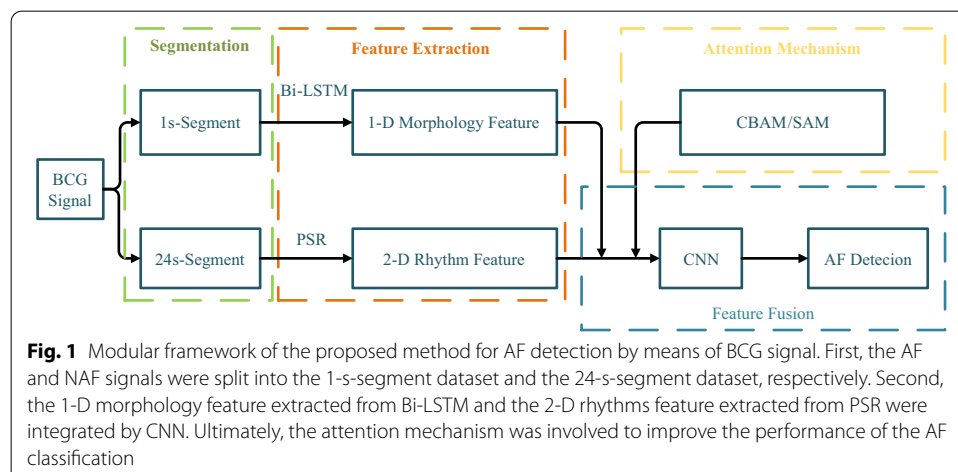 Segmentation
Feature Extraction
Attention Mechanism
Bi-LSTM
1s-Segment
1-D Morphology Feature
CBAM/SAM
BCG
Signal
PSR
24s-Segment
2-D Rhythm Feature
CNN
AF Detecion
Feature Fusion
Fig. 1 Modular framework of the proposed method for AF detection by means of BCG signal. First, the AF
and NAF signals were split into the 1-s-segment dataset and the 24-s-segment dataset, respectively. Second,
the 1-D morphology feature extracted from Bi-LSTM and the 2-D rhythms feature extracted from PSR were
integrated by CNN. Ultimately, the attention mechanism was involved to improve the performance of the AF
classification